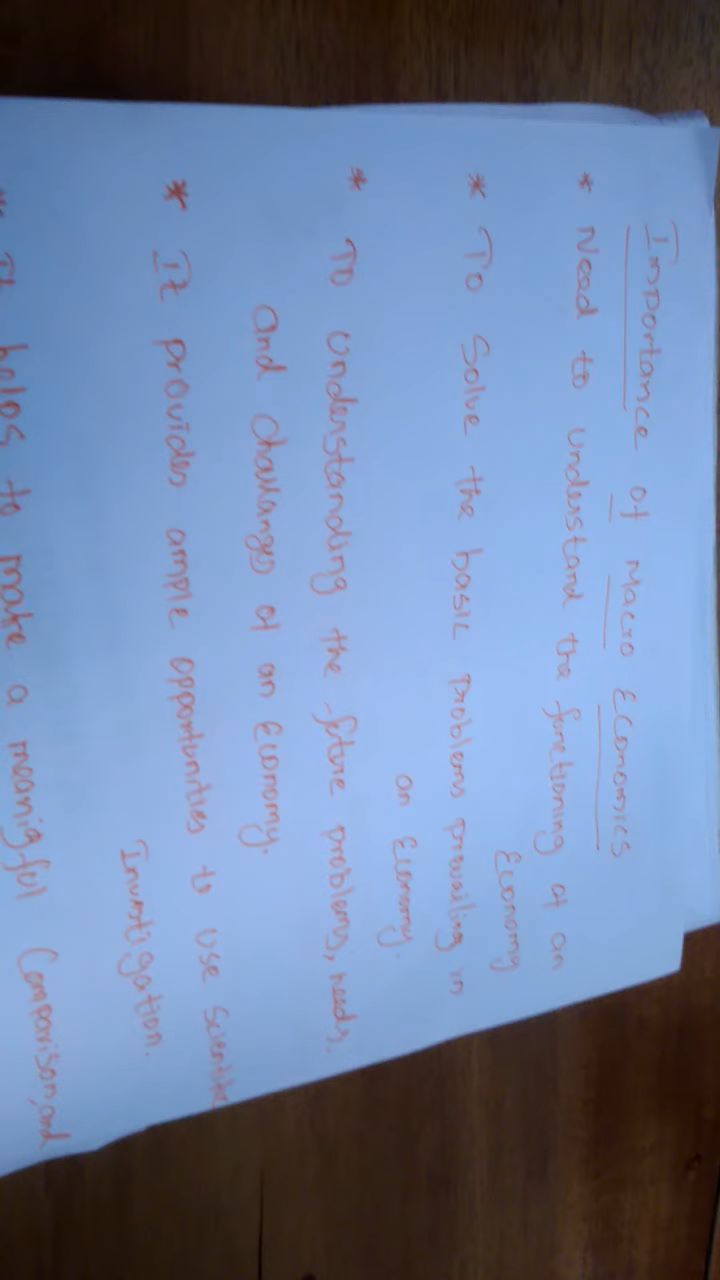 Importance of Macro Economics
* Need to understand the functioning of an
Economy
* To Solve the basic problems prevailing in
an Economy.
* To Understanding the future problems, needs,
and challanges of an Economy.
* It provides ample opportunities to use Scientific
Investigation.
* It helps to make a meanigful Comparison, and